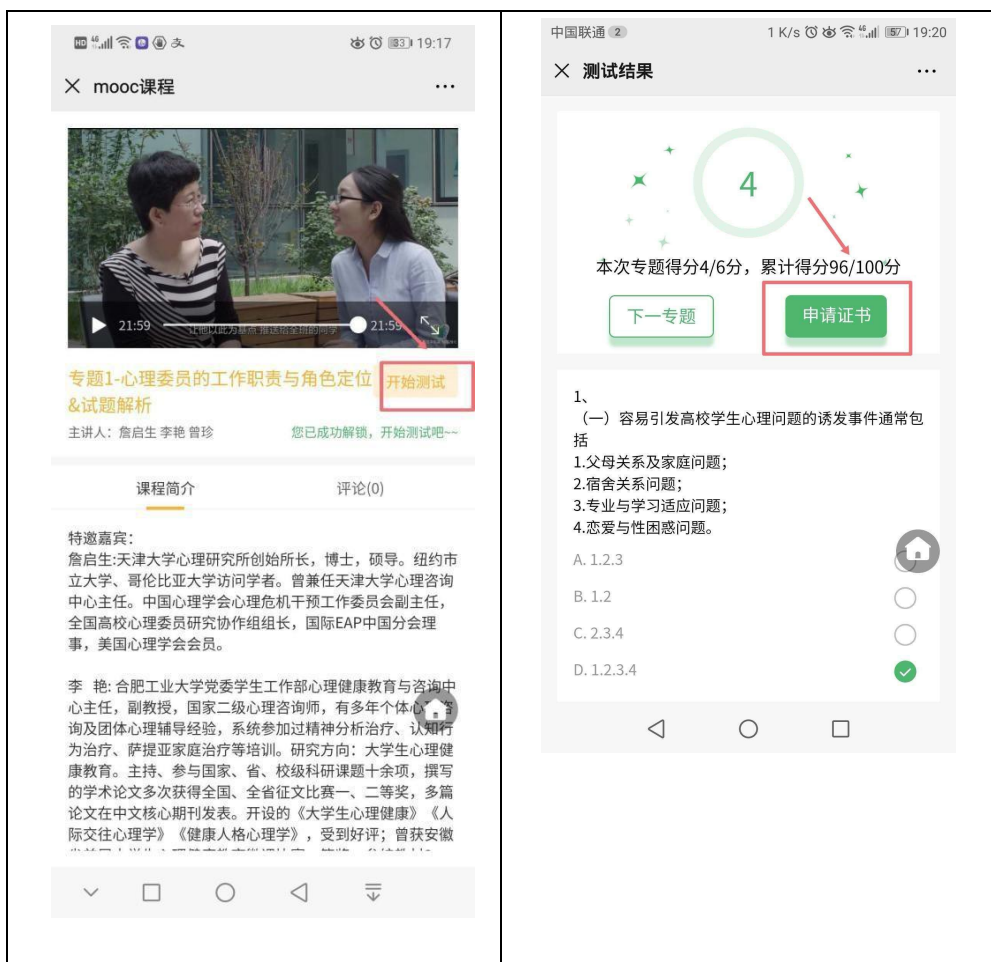 HD 46 支 83 19:17
mooc课程
21:59 让他以此为基点 推送给全班的同学 21:59
专题1-心理委员的工作职责与角色定位
&试题解析
开始测试
主讲人：詹启生 李艳 曾珍
您已成功解锁，开始测试吧~~
课程简介
评论(0)
特邀嘉宾：
詹启生:天津大学心理研究所创始所长，博士，硕导。纽约市
立大学、哥伦比亚大学访问学者。曾兼任天津大学心理咨询
中心主任。中国心理学会心理危机干预工作委员会副主任，
全国高校心理委员研究协作组组长，国际EAP中国分会理
事，美国心理学会会员。
李 艳: 合肥工业大学党委学生工作部心理健康教育与咨询中
心主任，副教授，国家二级心理咨询师，有多年个体心
询及团体心理辅导经验，系统参加过精神分析治疗、认知行
为治疗、萨提亚家庭治疗等培训。研究方向：大学生心理健
康教育。主持、参与国家、省、校级科研课题十余项，撰写
的学术论文多次获得全国、全省征文比赛一、二等奖，多篇
论文在中文核心期刊发表。开设的《大学生心理健康》《人
际交往心理学》《健康人格心理学》，受到好评；曾获安徽
中国联通 2 1 K/s 46 57 19:20
测试结果
4
本次专题得分4/6分，累计得分96/100分
下一专题
申请证书
1、
（一）容易引发高校学生心理问题的诱发事件通常包
括
1.父母关系及家庭问题；
2.宿舍关系问题；
3.专业与学习适应问题；
4.恋爱与性困惑问题。
A. 1.2.3
B. 1.2
C. 2.3.4
D. 1.2.3.4